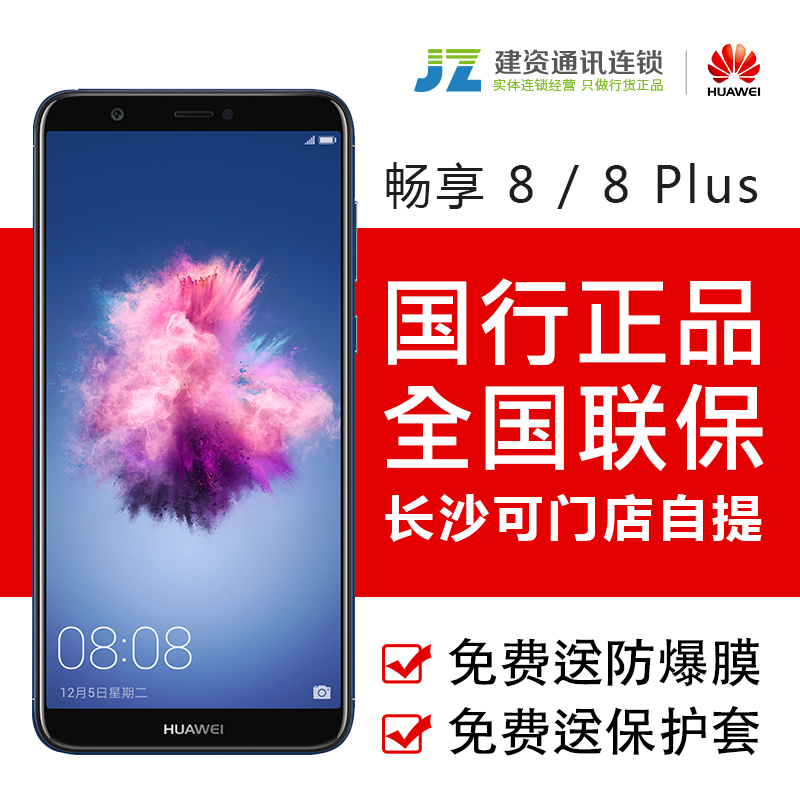 JZ 建资通讯连锁
实体连锁经营 只做行货正品
HUAWEI
畅享 8 / 8 Plus
国行正品
全国联保
长沙可门店自提
08:08
12月5日星期二
HUAWEI
免费送防爆膜
免费送保护套